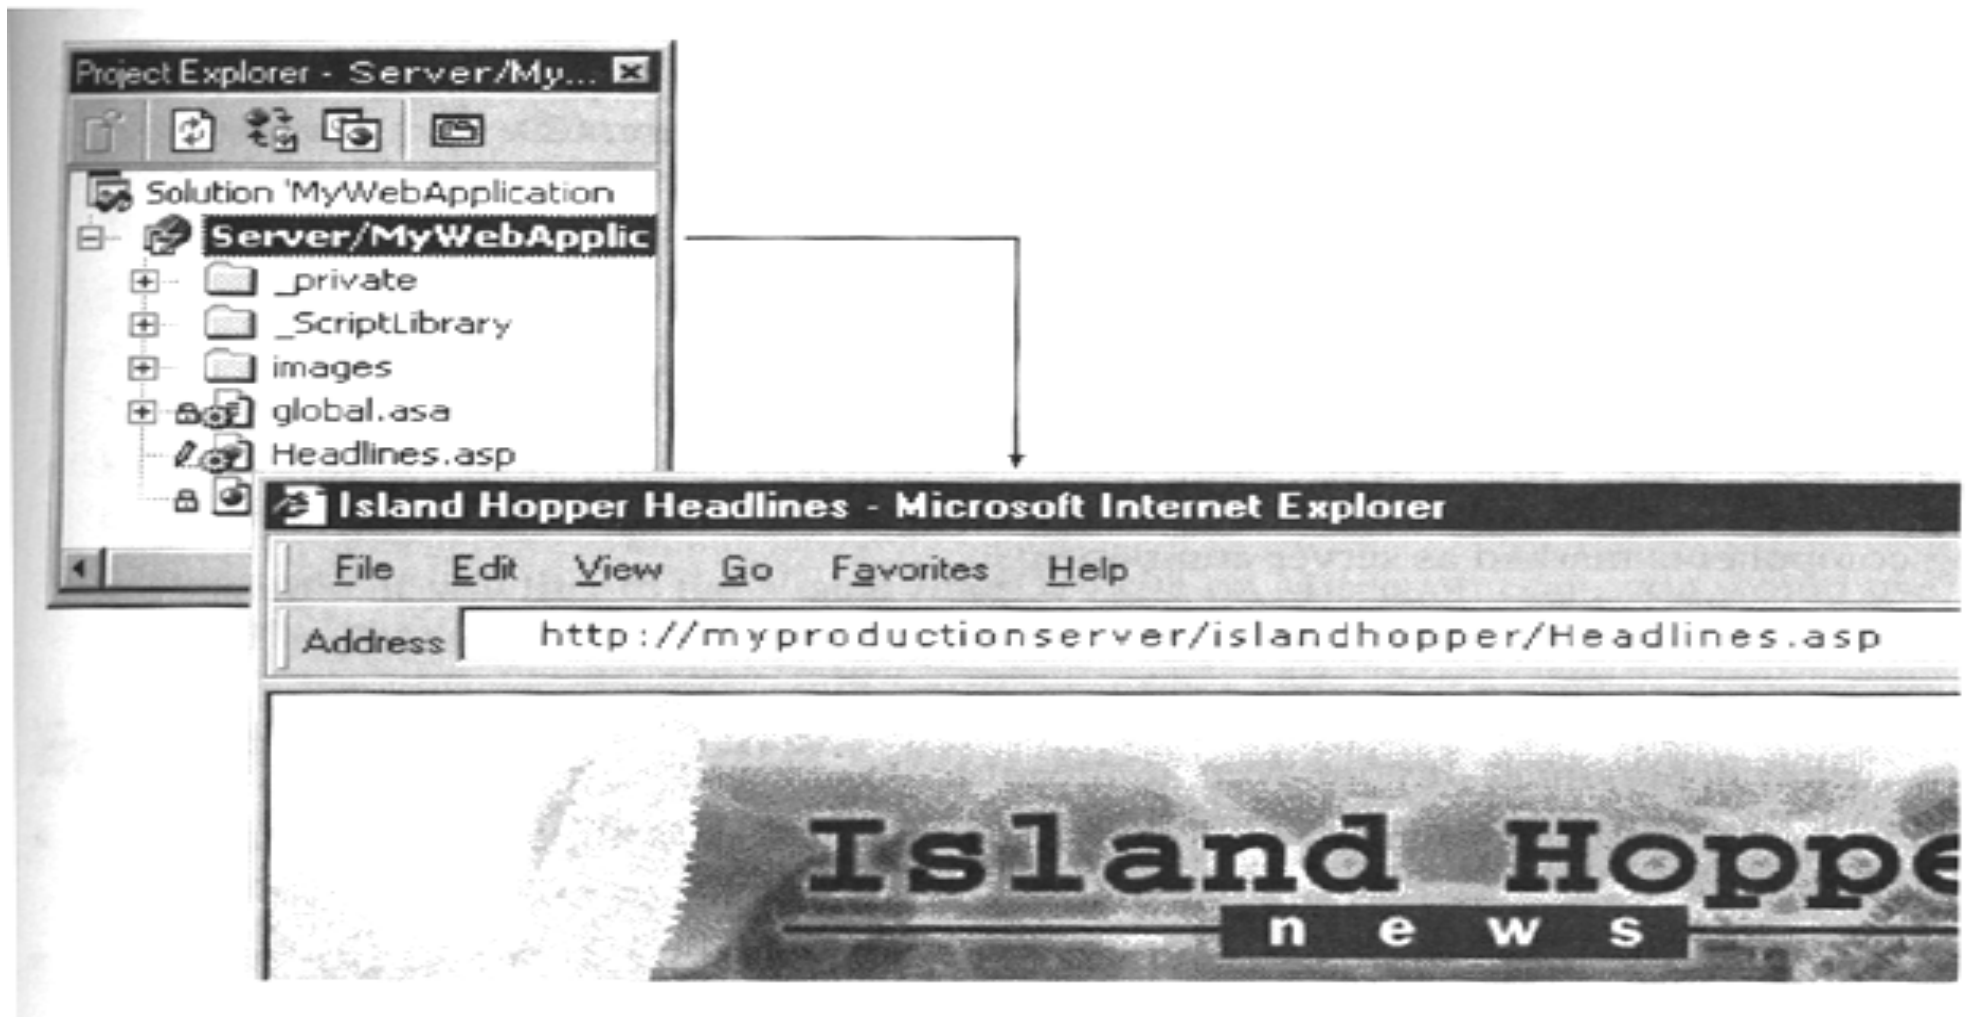 Project Explorer - Server/My...
Solution 'MyWebApplication
Server/MyWebApplic
_private
_ScriptLibrary
images
global.asa
Headlines.asp
Island Hopper Headlines - Microsoft Internet Explorer
File Edit View Go Favorites Help
Address http://myproductionserver/islandhopper/Headlines.asp
Island Hoppe
news